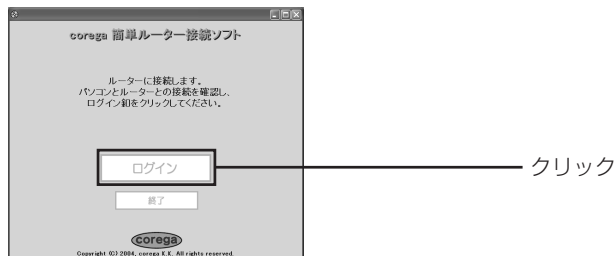 corega 簡単ルーター接続ソフト
ルーターに接続します。
パソコンとルーターとの接続を確認し、
ログイン釦をクリックしてください。
ログイン
クリック
終了
corega
Copyright (C) 2004, corega K.K. All rights reserved.